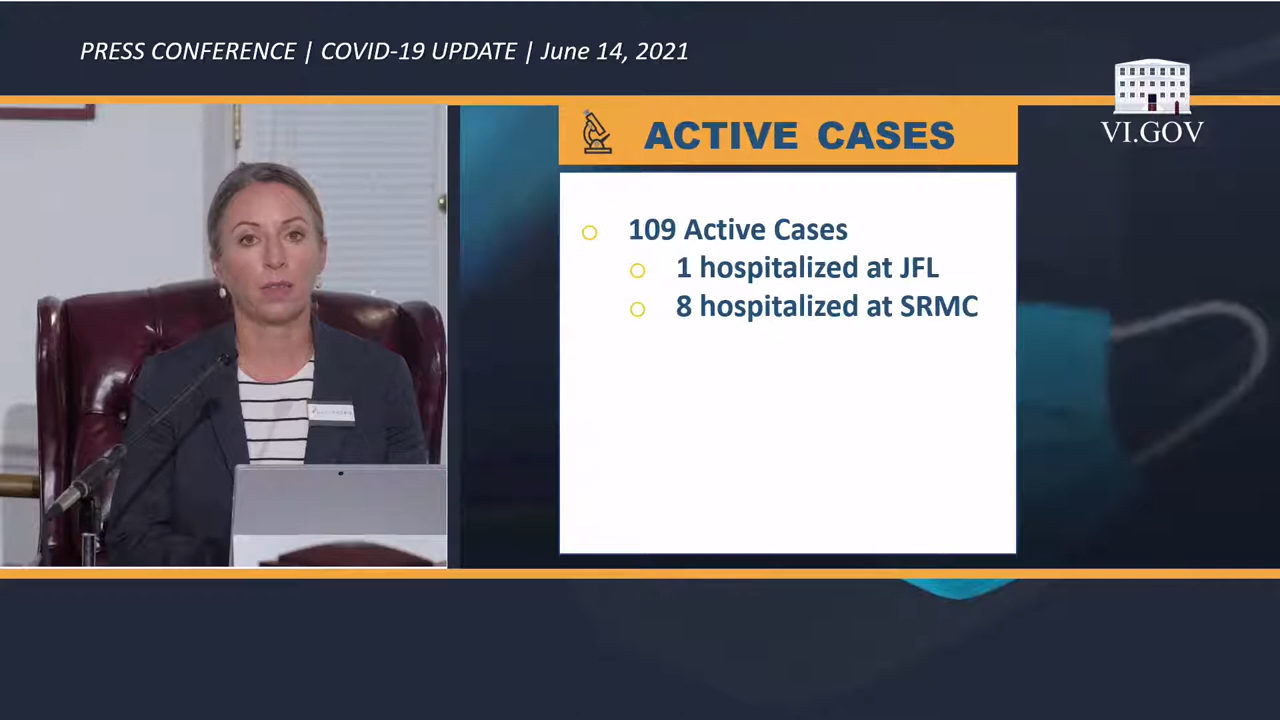 PRESS CONFERENCE | COVID-19 UPDATE | June 14, 2021
VI.GOV
ACTIVE CASES
109 Active Cases
1 hospitalized at JFL
8 hospitalized at SRMC